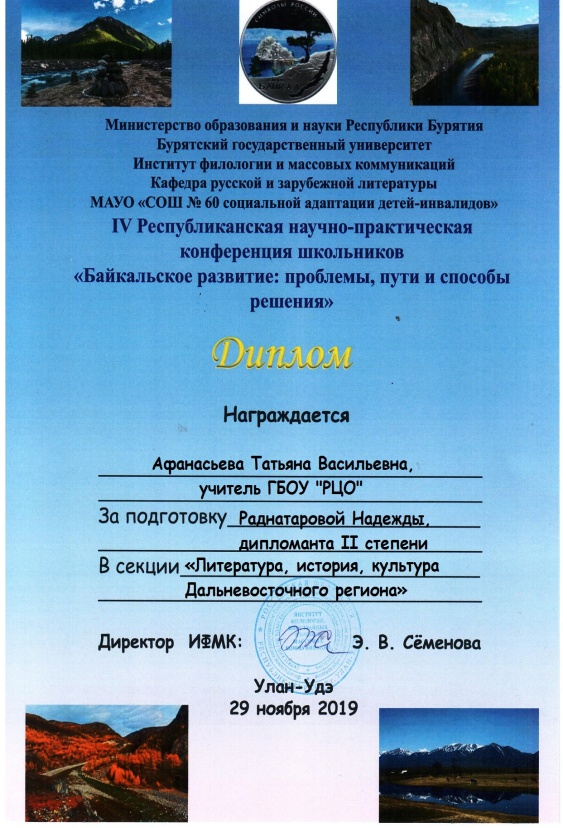 СИМВОЛЫ РОССИИ
БАЙКАЛ
Министерство образования и науки Республики Бурятия
Бурятский государственный университет
Институт филологии и массовых коммуникаций
Кафедра русской и зарубежной литературы
МАУО «СОШ № 60 социальной адаптации детей-инвалидов»
IV Республиканская научно-практическая
конференция школьников
«Байкальское развитие: проблемы, пути и способы
решения»
Диплом
Награждается
Афанасьева Татьяна Васильевна,
учитель ГБОУ "РЦО"
За подготовку Раднатаровой Надежды,
дипломанта II степени
В секции «Литература, история, культура
Дальневосточного региона»
Директор ИФМК: Э. В. Сёменова
Улан-Удэ
29 ноября 2019